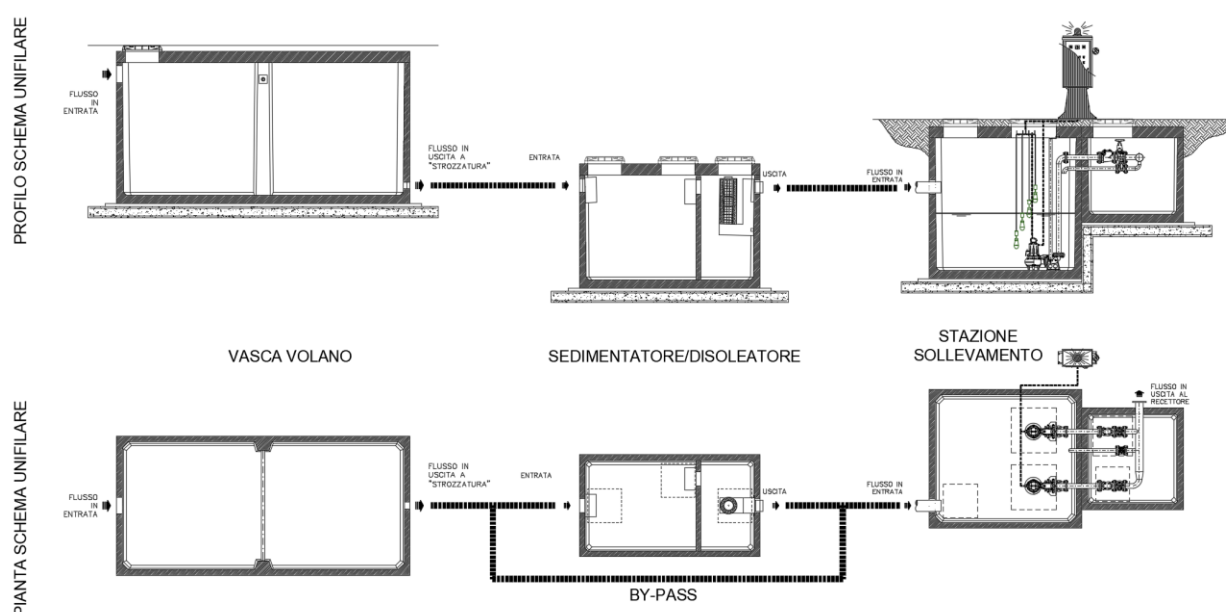 PROFILO SCHEMA UNIFILARE
FLUSSO
IN
ENTRATA
FLUSSO IN
USCITA A
"STROZZATURA"
ENTRATA
USCITA
FLUSSO IN
ENTRATA
VASCA VOLANO
SEDIMENTATORE/DISOLEATORE
STAZIONE
SOLLEVAMENTO
PIANTA SCHEMA UNIFILARE
FLUSSO
IN
ENTRATA
FLUSSO IN
USCITA A
"STROZZATURA"
ENTRATA
USCITA
FLUSSO IN
ENTRATA
FLUSSO IN
USCITA AL
RECETTORE
BY-PASS